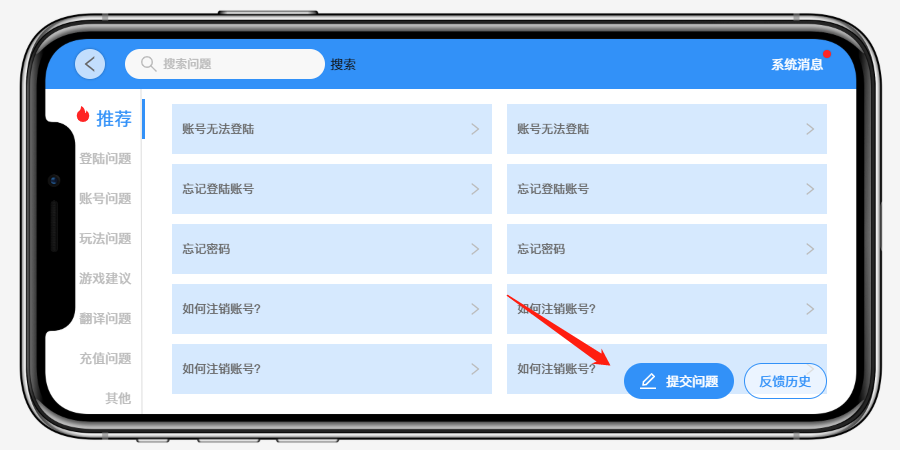 搜索问题
搜索
系统消息
推荐
登陆问题
账号问题
玩法问题
游戏建议
翻译问题
充值问题
其他
账号无法登陆
账号无法登陆
忘记登陆账号
忘记登陆账号
忘记密码
忘记密码
如何注销账号?
如何注销账号?
如何注销账号?
如何注销账号?
提交问题
反馈历史